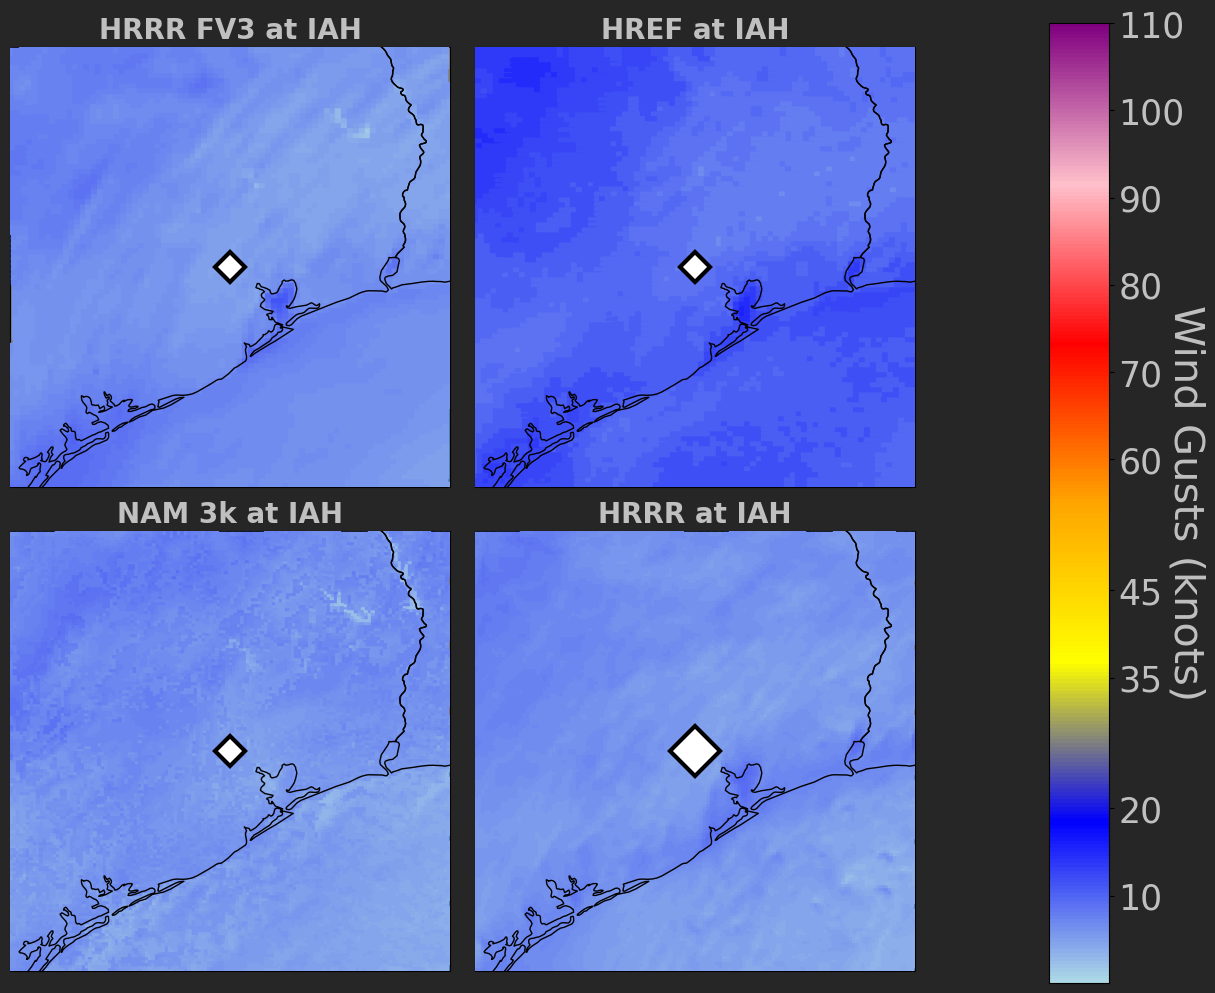 HRRR FV3 at IAH
HREF at IAH
NAM 3k at IAH
HRRR at IAH
110
100
90
80
70
60
45
35
20
10
Wind Gusts (knots)